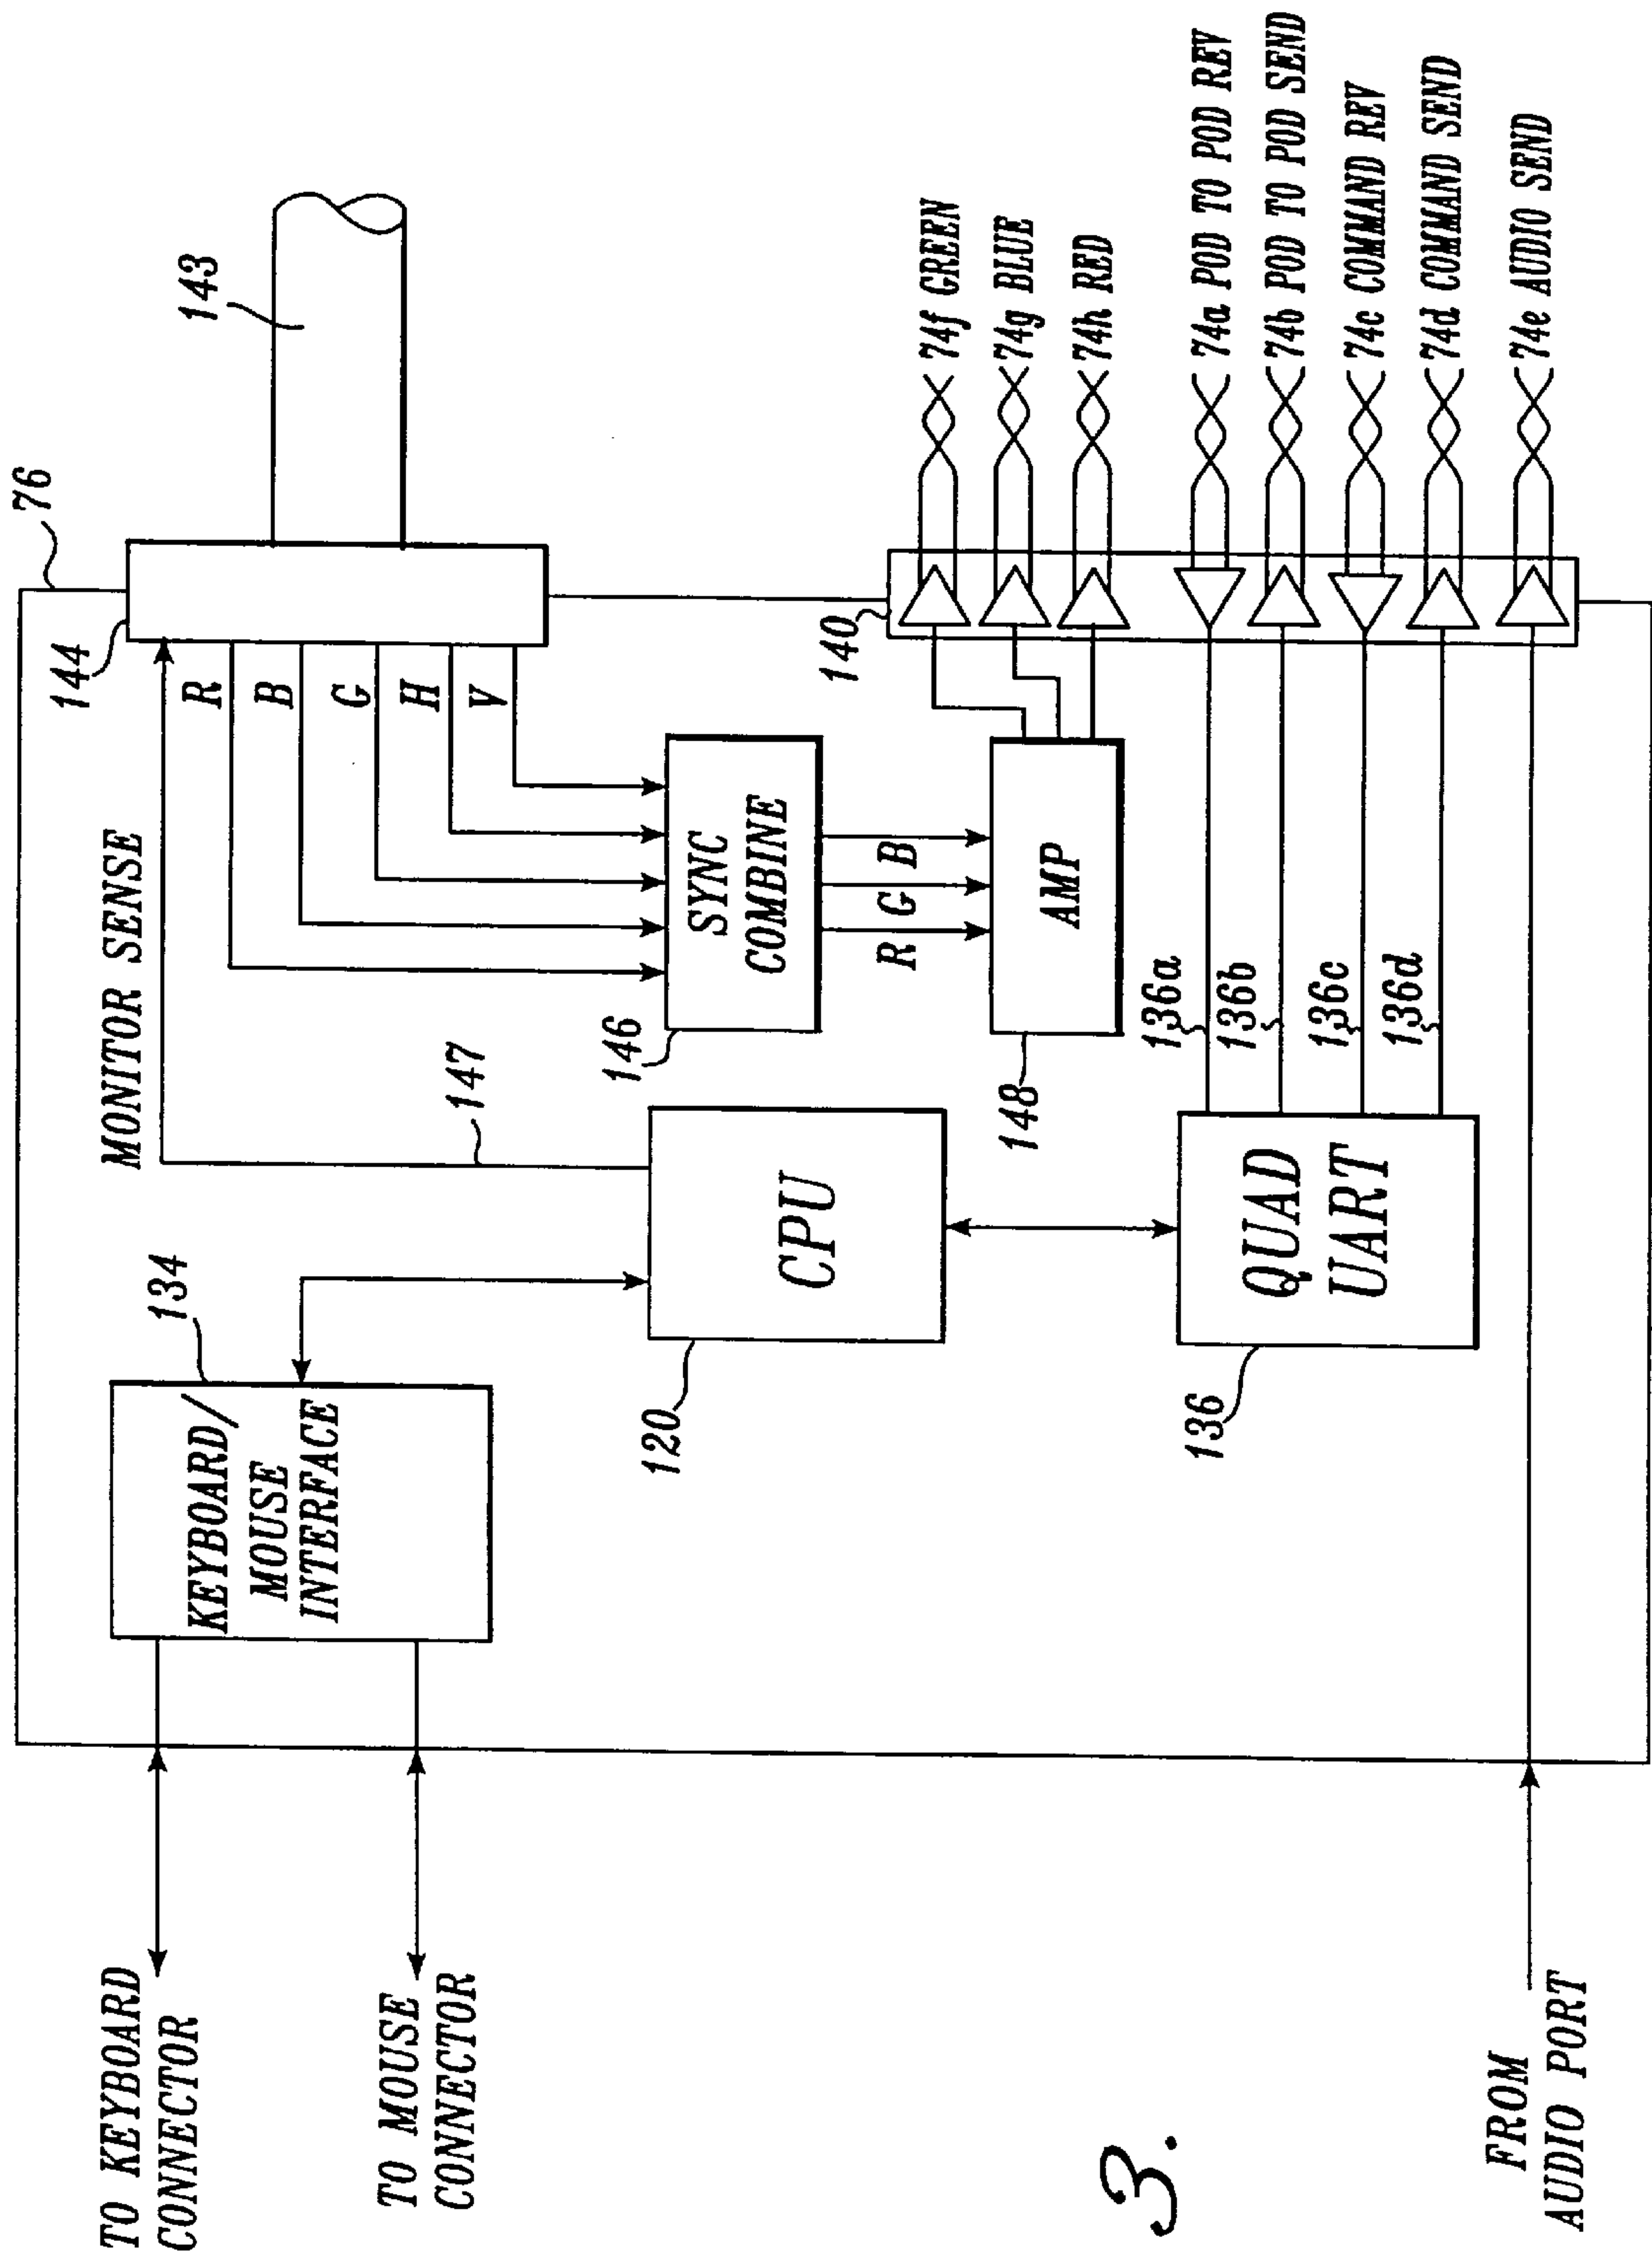 TO KEYBOARD
CONNECTOR
TO MOUSE
CONNECTOR
FROM
AUDIO PORT
KEYBOARD/
MOUSE
INTERFACE
134
MONITOR SENSE
147
CPU
120
QUAD
UART
136
136a
136b
136c
136d
144
76
143
R
B
G
H
V
SYNC
COMBINE
146
R
G
B
AMP
148
140
74f GREEN
74g BLUE
74h RED
74a POD TO POD REV
74b POD TO POD SEND
74c COMMAND REV
74d COMMAND SEND
74e AUDIO SEND
3.